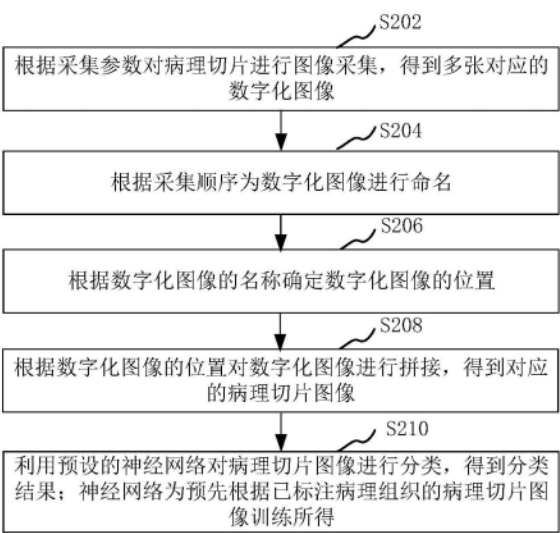 S202
根据采集参数对病理切片进行图像采集，得到多张对应的
数字化图像
S204
根据采集顺序为数字化图像进行命名
S206
根据数字化图像的名称确定数字化图像的位置
S208
根据数字化图像的位置对数字化图像进行拼接，得到对应
的病理切片图像
S210
利用预设的神经网络对病理切片图像进行分类，得到分类
结果；神经网络为预先根据已标注病理组织的病理切片图
像训练所得